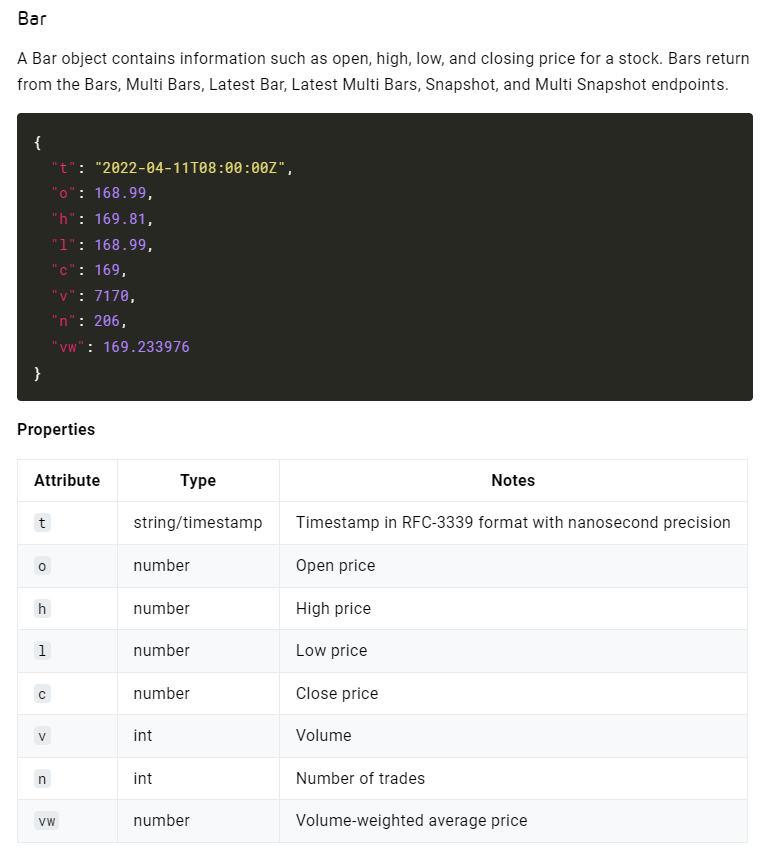 Bar
A Bar object contains information such as open, high, low, and closing price for a stock. Bars return
from the Bars, Multi Bars, Latest Bar, Latest Multi Bars, Snapshot, and Multi Snapshot endpoints.
{
"t": "2022-04-11T08:00:00Z",
"o": 168.99,
"h": 169.81,
"l": 168.99,
"c": 169,
"v": 7170,
"n": 206,
"vw": 169.233976
}
Properties
Attribute Type Notes
t string/timestamp Timestamp in RFC-3339 format with nanosecond precision
o number Open price
h number High price
l number Low price
c number Close price
v int Volume
n int Number of trades
vw number Volume-weighted average price